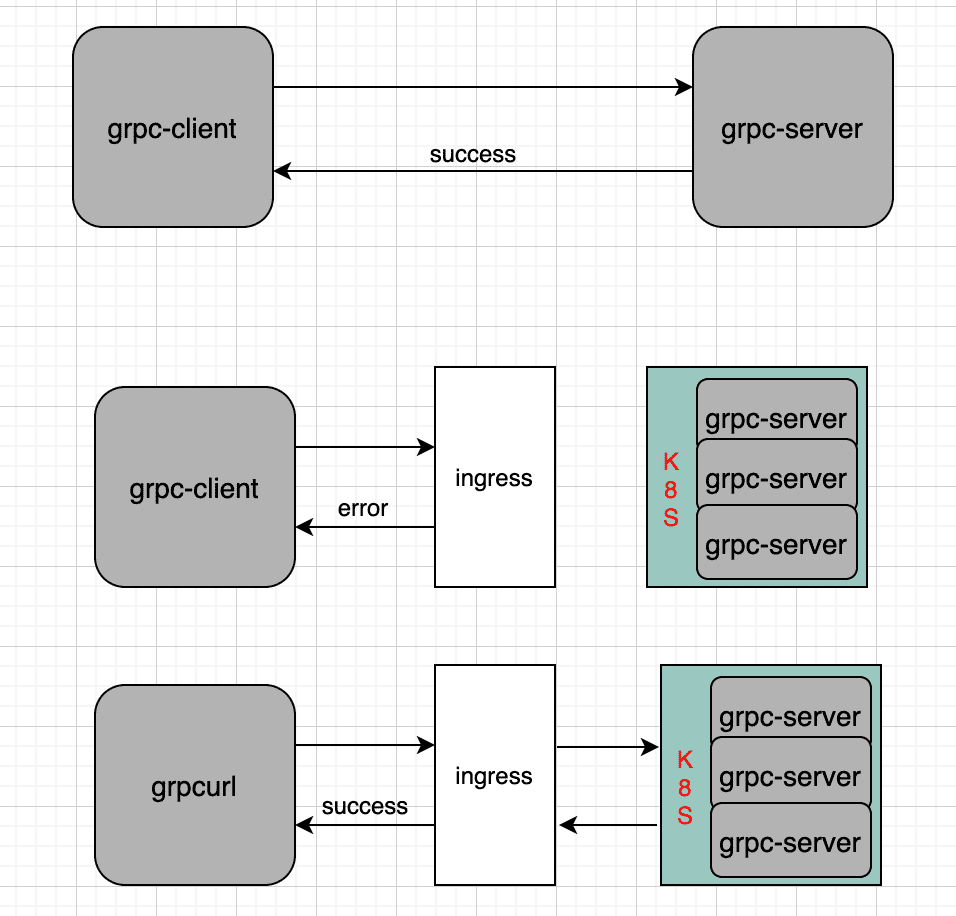 grpc-client
grpc-server
success
grpc-client
error
ingress
K
8
S
grpc-server
grpc-server
grpc-server
grpcurl
success
ingress
K
8
S
grpc-server
grpc-server
grpc-server